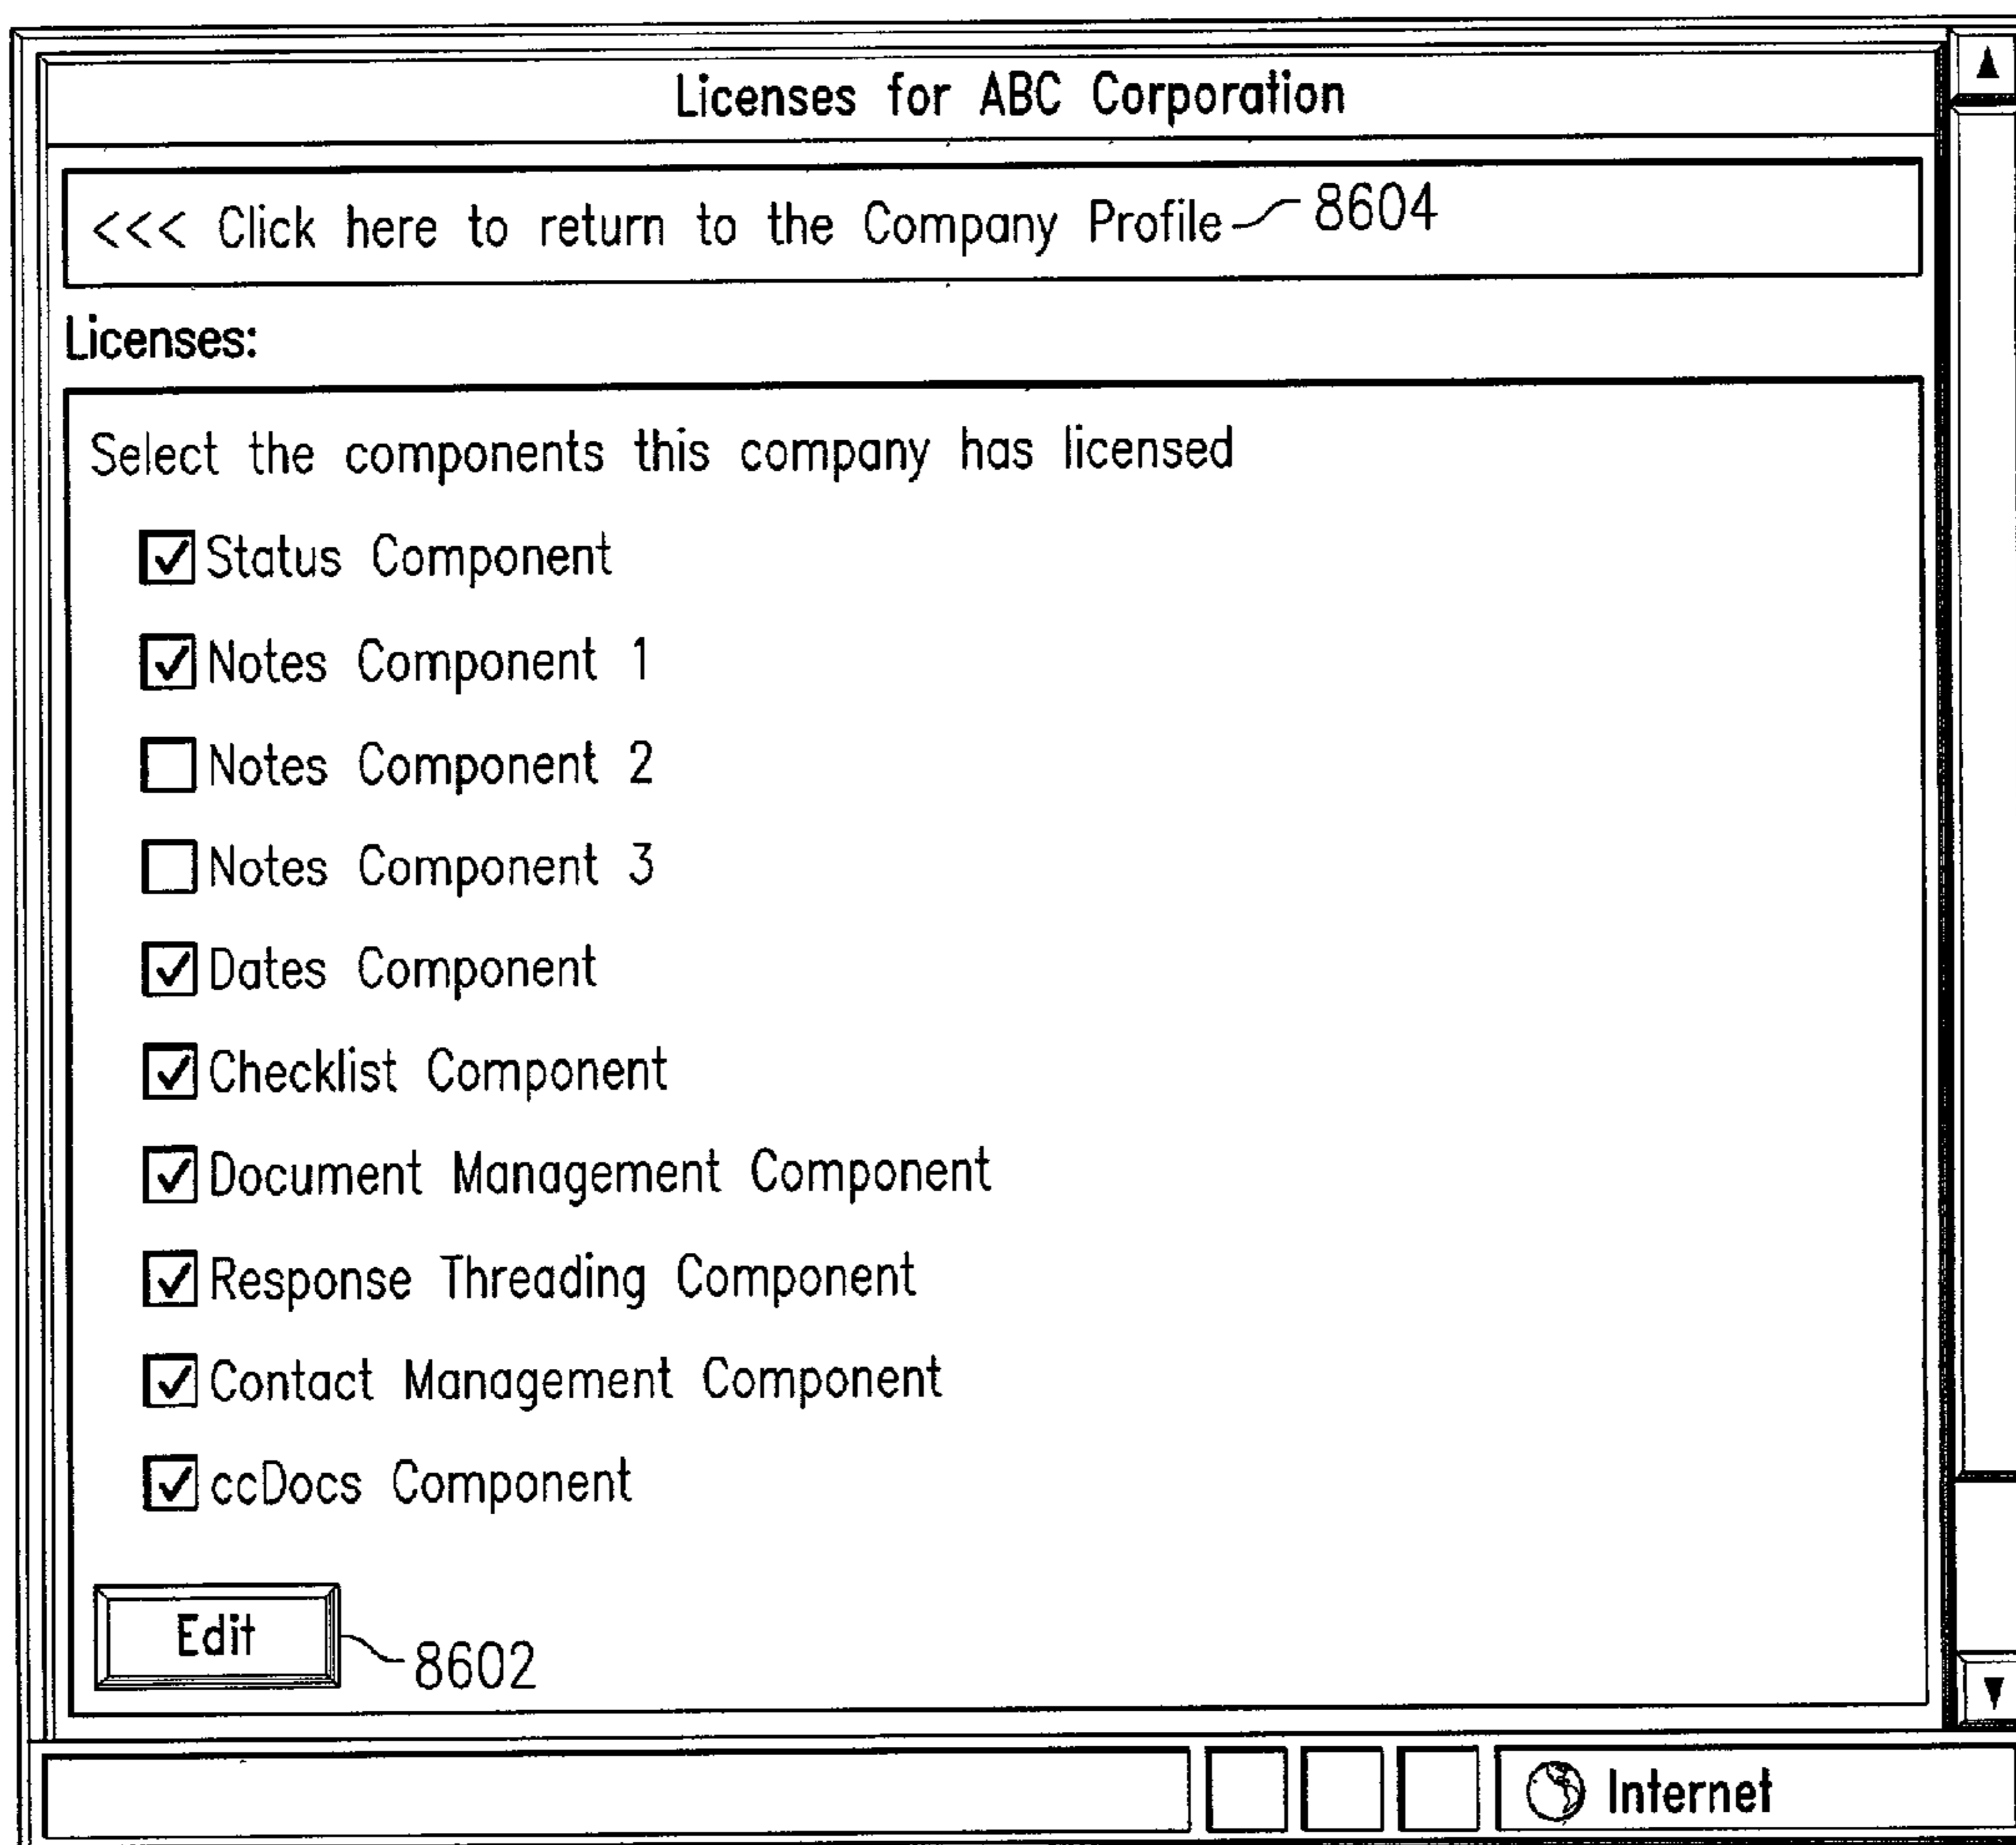 Licenses for ABC Corporation
<<< Click here to return to the Company Profile 8604
Licenses:
Select the components this company has licensed
Status Component
Notes Component 1
Notes Component 2
Notes Component 3
Dates Component
Checklist Component
Document Management Component
Response Threading Component
Contact Management Component
ccDocs Component
Edit 8602
Internet